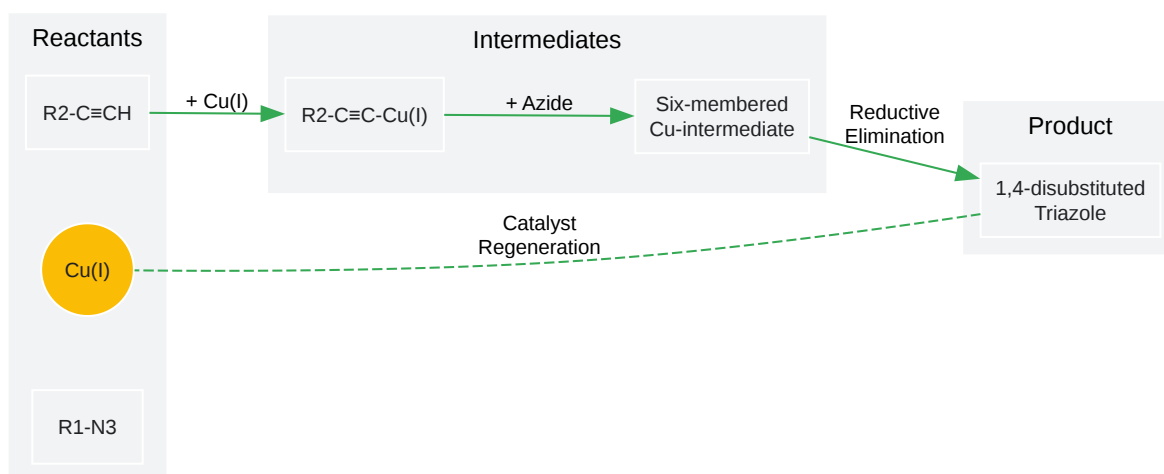 Reactants
R2-C≡CH
Cu(I)
R1-N3
+ Cu(I)
Intermediates
R2-C≡C-Cu(I)
+ Azide
Six-membered
Cu-intermediate
Reductive
Elimination
Product
1,4-disubstituted
Triazole
Catalyst
Regeneration